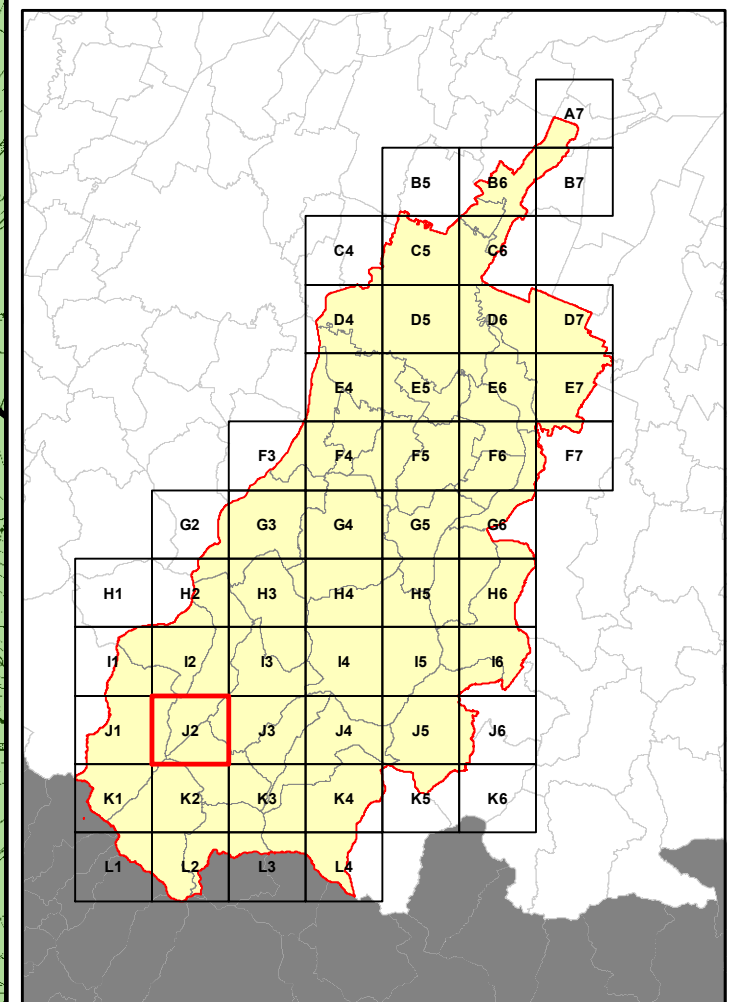 A7
B5 B6 B7
C4 C5 C6
D4 D5 D6 D7
E4 E5 E6 E7
F3 F4 F5 F6 F7
G2 G3 G4 G5 G6
H1 H2 H3 H4 H5 H6
I1 I2 I3 I4 I5 I6
J1 J2 J3 J4 J5 J6
K1 K2 K3 K4 K5 K6
L1 L2 L3 L4